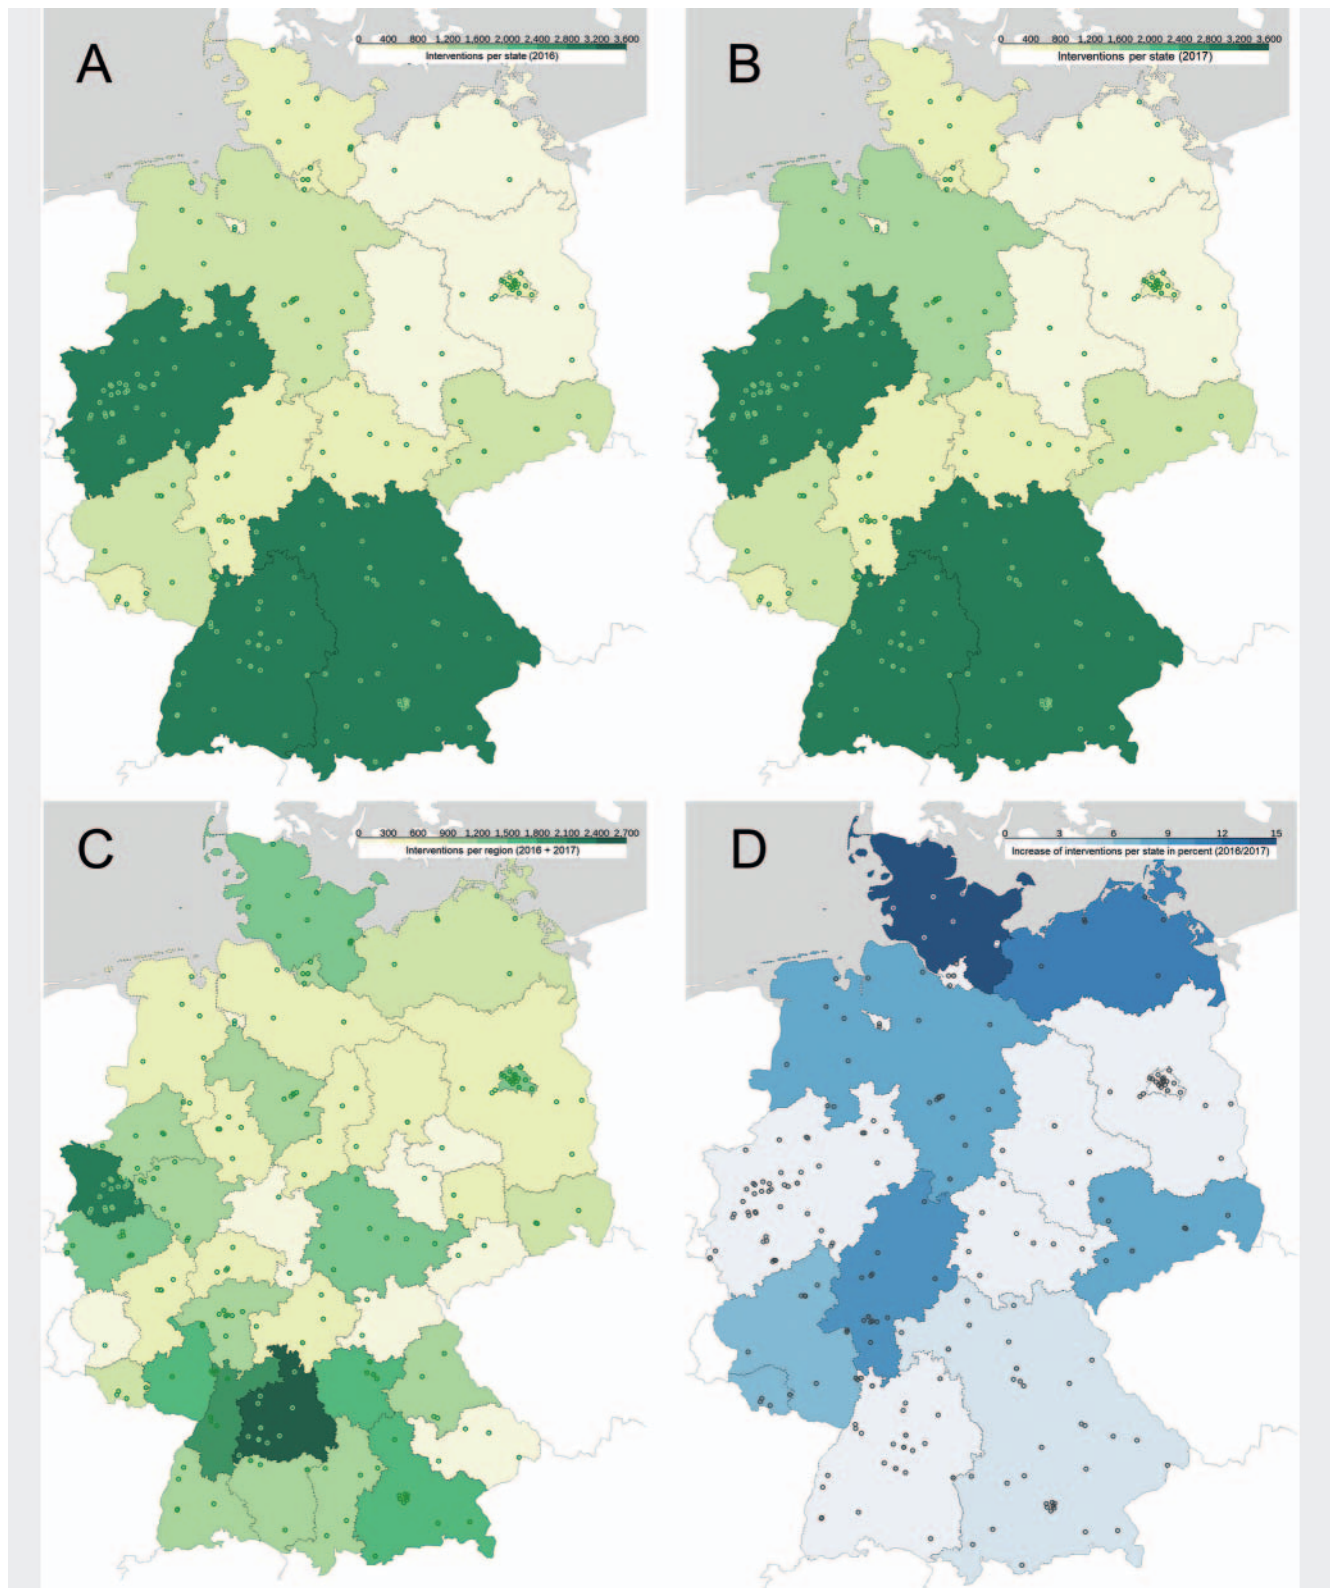 A
0 400 800 1,200 1,600 2,000 2,400 2,800 3,200 3,600
Interventions per state (2016)
B
0 400 800 1,200 1,600 2,000 2,400 2,800 3,200 3,600
Interventions per state (2017)
C
0 300 600 900 1,200 1,500 1,800 2,100 2,400 2,700
Interventions per region (2016 + 2017)
D
0 3 6 9 12 15
Increase of interventions per state in percent (2016/2017)